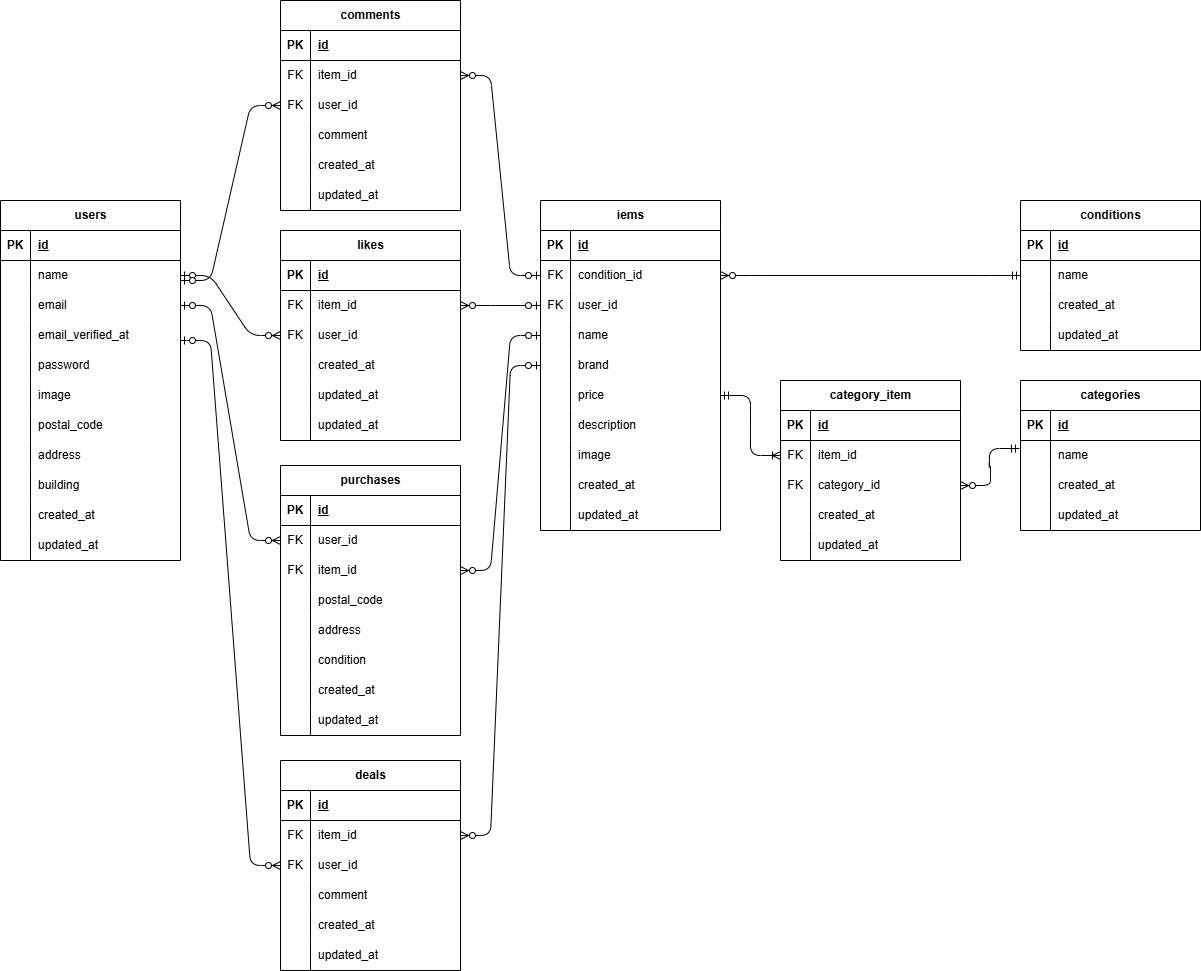 comments
PK id
FK item_id
FK user_id
comment
created_at
updated_at
users
PK id
name
email
email_verified_at
password
image
postal_code
address
building
created_at
updated_at
likes
PK id
FK item_id
FK user_id
created_at
updated_at
updated_at
purchases
PK id
FK user_id
FK item_id
postal_code
address
condition
created_at
updated_at
deals
PK id
FK item_id
FK user_id
comment
created_at
updated_at
iems
PK id
FK condition_id
FK user_id
name
brand
price
description
image
created_at
updated_at
category_item
PK id
FK item_id
FK category_id
created_at
updated_at
conditions
PK id
name
created_at
updated_at
categories
PK id
name
created_at
updated_at